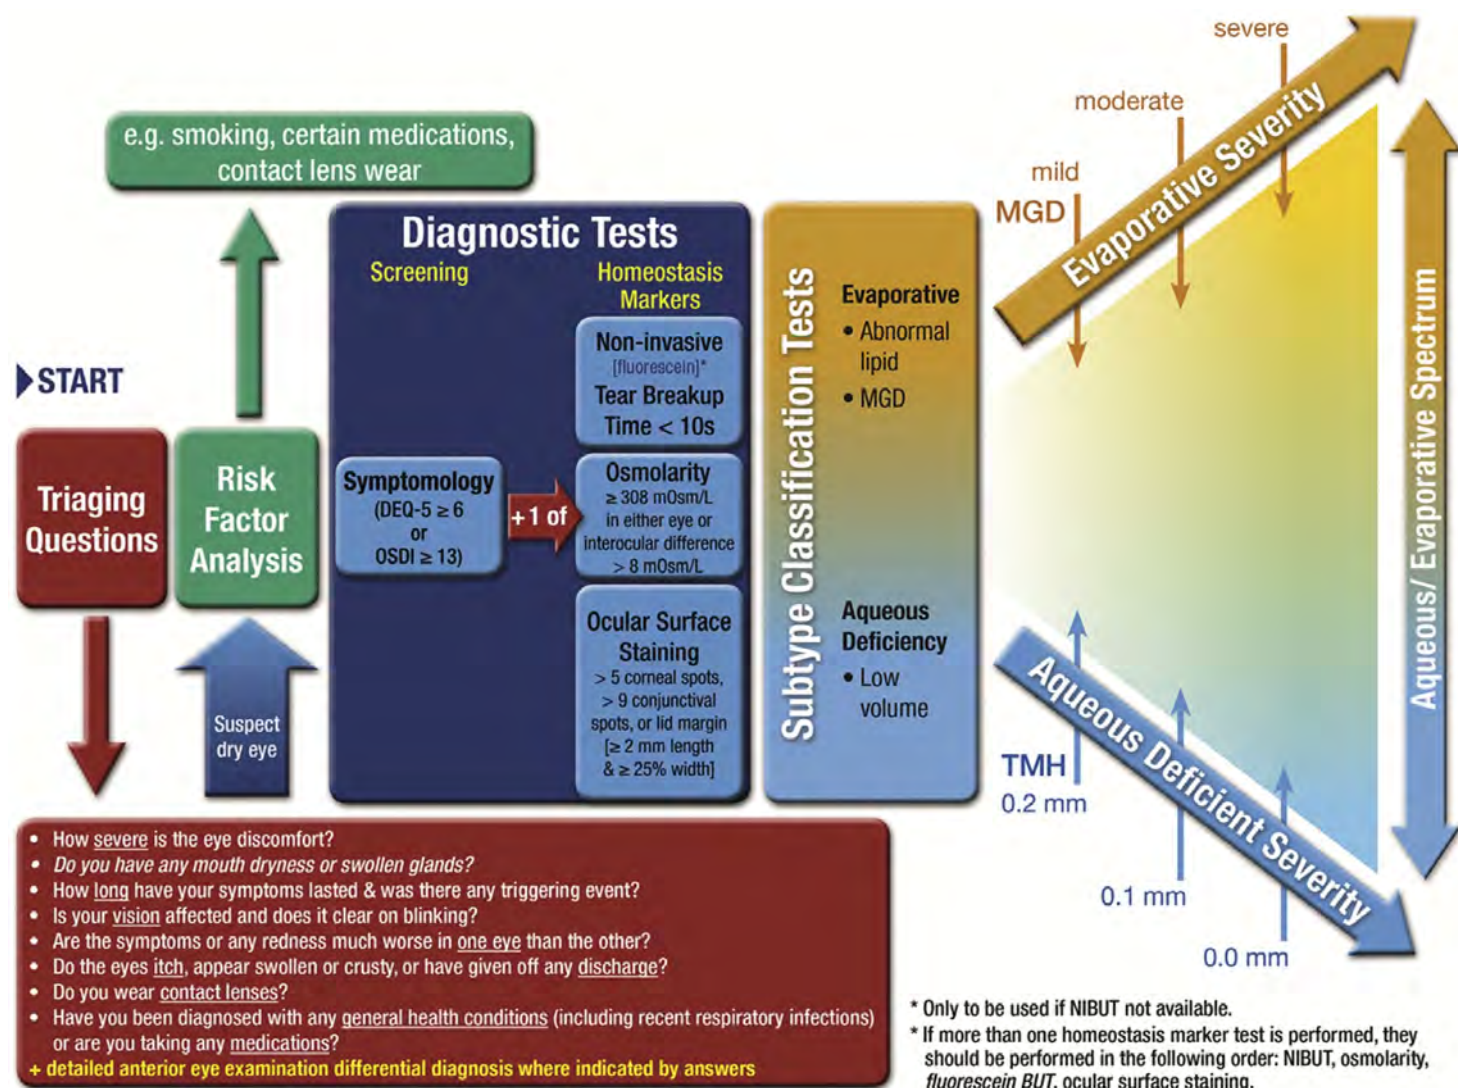 e.g. smoking, certain medications,
contact lens wear
START
Triaging
Questions
Risk
Factor
Analysis
Suspect
dry eye
Diagnostic Tests
Screening
Homeostasis
Markers
Symptomology
(DEQ-5 ≥ 6
or
OSDI ≥ 13)
+ 1 of
Non-invasive
[fluorescein]*
Tear Breakup
Time < 10s
Osmolarity
≥ 308 mOsm/L
in either eye or
interocular difference
> 8 mOsm/L
Ocular Surface
Staining
> 5 corneal spots,
> 9 conjunctival
spots, or lid margin
[≥ 2 mm length
& ≥ 25% width]
Subtype Classification Tests
Evaporative
• Abnormal
lipid
• MGD
Aqueous
Deficiency
• Low
volume
severe
moderate
mild
MGD
Evaporative Severity
Aqueous/ Evaporative Spectrum
Aqueous Deficient Severity
TMH
0.2 mm
0.1 mm
0.0 mm
• How severe is the eye discomfort?
• Do you have any mouth dryness or swollen glands?
• How long have your symptoms lasted & was there any triggering event?
• Is your vision affected and does it clear on blinking?
• Are the symptoms or any redness much worse in one eye than the other?
• Do the eyes itch, appear swollen or crusty, or have given off any discharge?
• Do you wear contact lenses?
• Have you been diagnosed with any general health conditions (including recent respiratory infections)
or are you taking any medications?
+ detailed anterior eye examination differential diagnosis where indicated by answers
* Only to be used if NIBUT not available.
* If more than one homeostasis marker test is performed, they
should be performed in the following order: NIBUT, osmolarity,
fluorescein BUT, ocular surface staining.